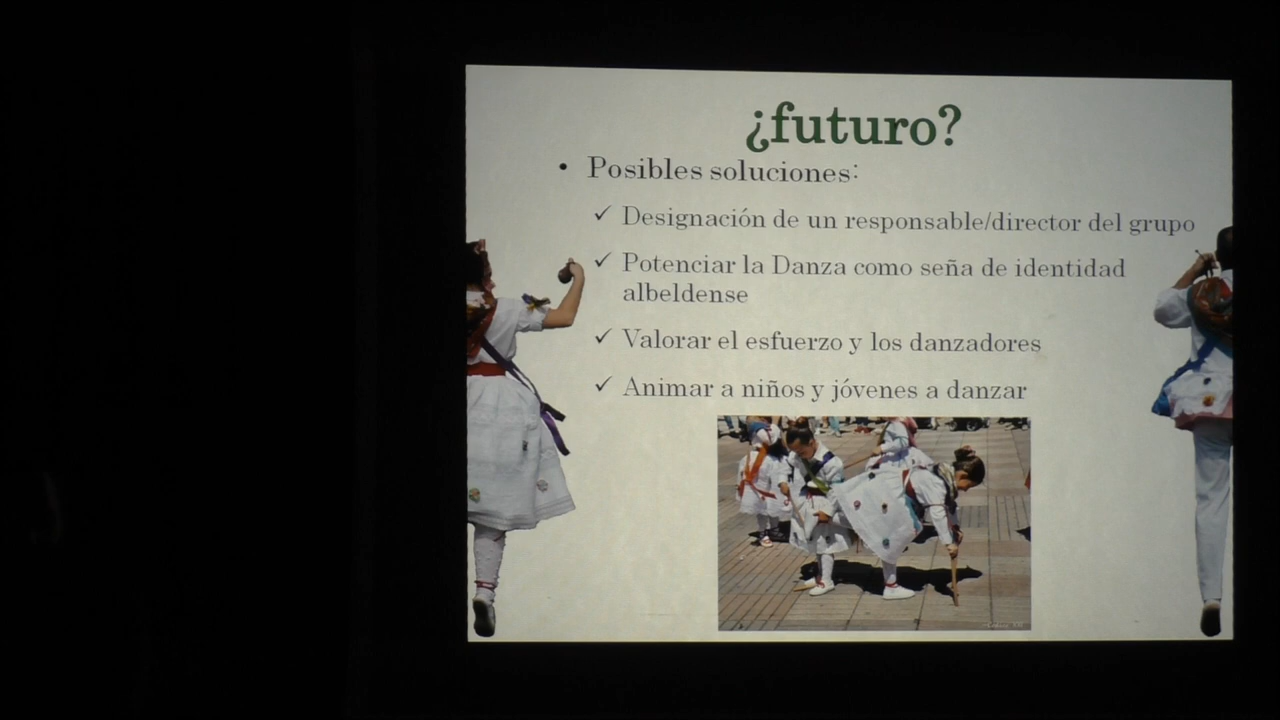 ¿futuro?
• Posibles soluciones:
✓ Designación de un responsable/director del grupo
✓ Potenciar la Danza como seña de identidad
albeldense
✓ Valorar el esfuerzo y los danzadores
✓ Animar a niños y jóvenes a danzar